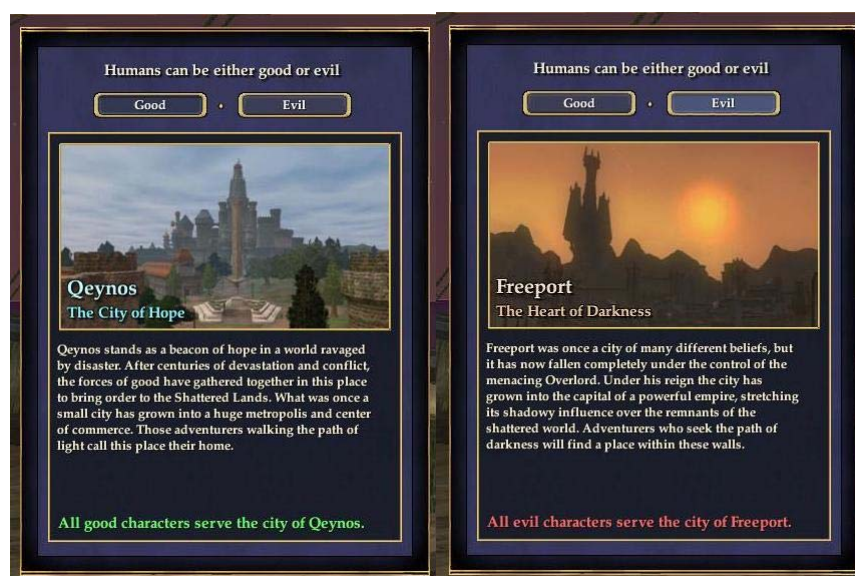 Humans can be either good or evil
Good
Evil
Qeynos
The City of Hope
Qeynos stands as a beacon of hope in a world ravaged
by disaster. After centuries of devastation and conflict,
the forces of good have gathered together in this place
to bring order to the Shattered Lands. What was once a
small city has grown into a huge metropolis and center
of commerce. Those adventurers walking the path of
light call this place their home.
All good characters serve the city of Qeynos.
Humans can be either good or evil
Good
Evil
Freeport
The Heart of Darkness
Freeport was once a city of many different beliefs, but
it has now fallen completely under the control of the
menacing Overlord. Under his reign the city has
grown into the capital of a powerful empire, stretching
its shadowy influence over the remnants of the
shattered world. Adventurers who seek the path of
darkness will find a place within these walls.
All evil characters serve the city of Freeport.